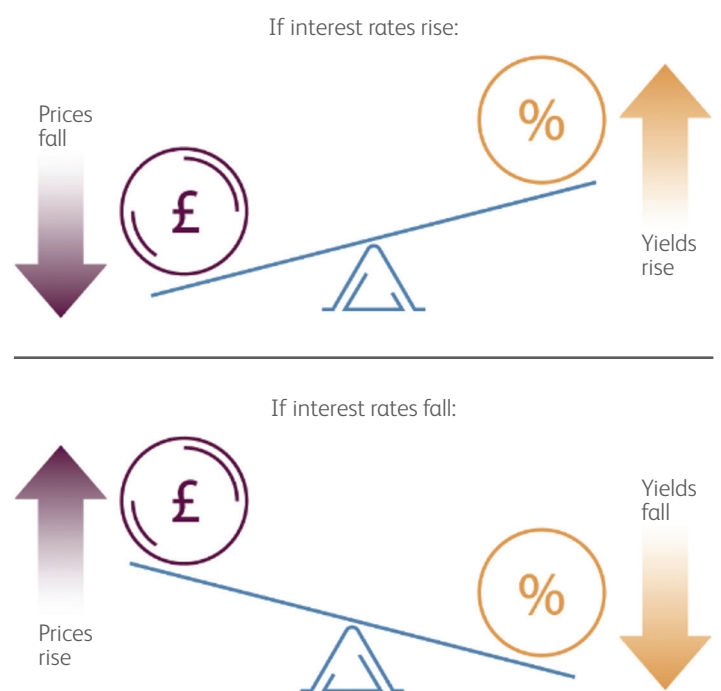 If interest rates rise:
Prices
fall
£
%
Yields
rise
If interest rates fall:
£
%
Yields
fall
Prices
rise